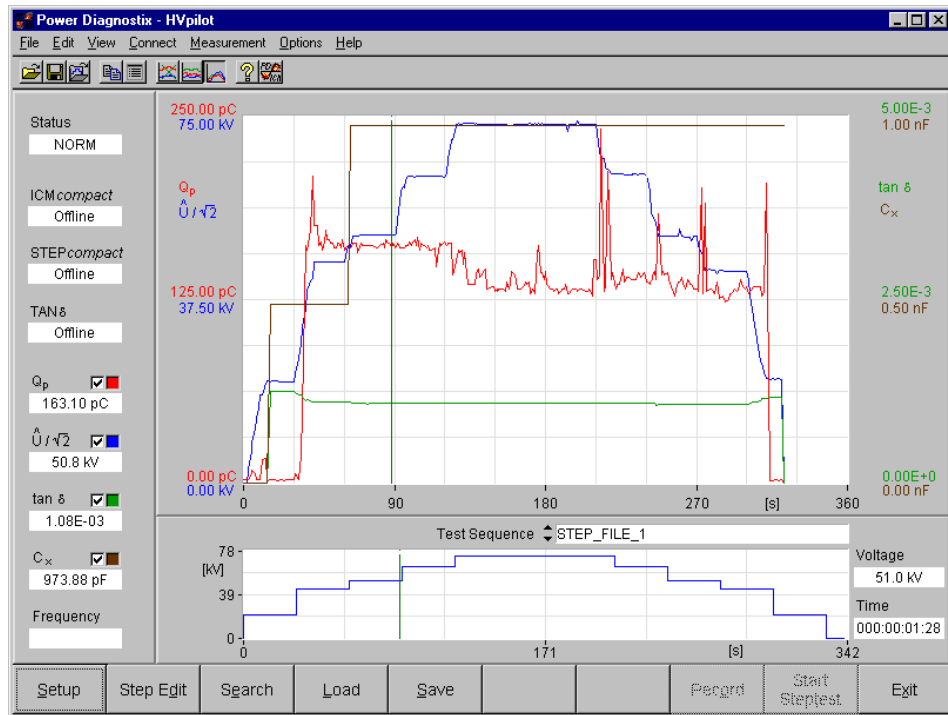 Power Diagnostix - HVpilot
File Edit View Connect Measurement Options Help
Status
NORM
ICMcompact
Offline
STEPcompact
Offline
TANδ
Offline
Qp
163.10 pC
Û/√2
50.8 kV
tan δ
1.08E-03
Cx
973.88 pF
Frequency
250.00 pC
75.00 kV
Qp
Û/√2
125.00 pC
37.50 kV
0.00 pC
0.00 kV
5.00E-3
1.00 nF
tan δ
Cx
2.50E-3
0.50 nF
0.00E+0
0.00 nF
0 90 180 270 [s] 360
Test Sequence STEP_FILE_1
78
[kV]
39
0
0 171 [s] 342
Voltage
51.0 kV
Time
000:00:01:28
Setup Step Edit Search Load Save Record Start Steptest Exit